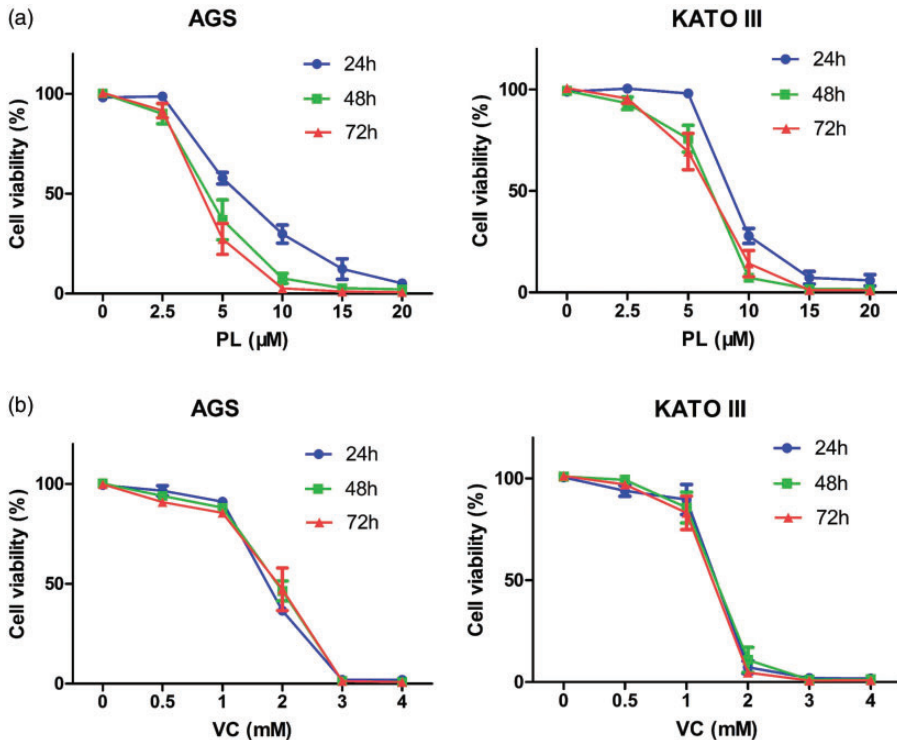 (a)
AGS
24h
48h
72h
Cell viability (%)
100
50
0
0 2.5 5 10 15 20
PL (µM)
KATO III
24h
48h
72h
Cell viability (%)
100
50
0
0 2.5 5 10 15 20
PL (µM)
(b)
AGS
24h
48h
72h
Cell viability (%)
100
50
0
0 0.5 1 2 3 4
VC (mM)
KATO III
24h
48h
72h
Cell viability (%)
100
50
0
0 0.5 1 2 3 4
VC (mM)